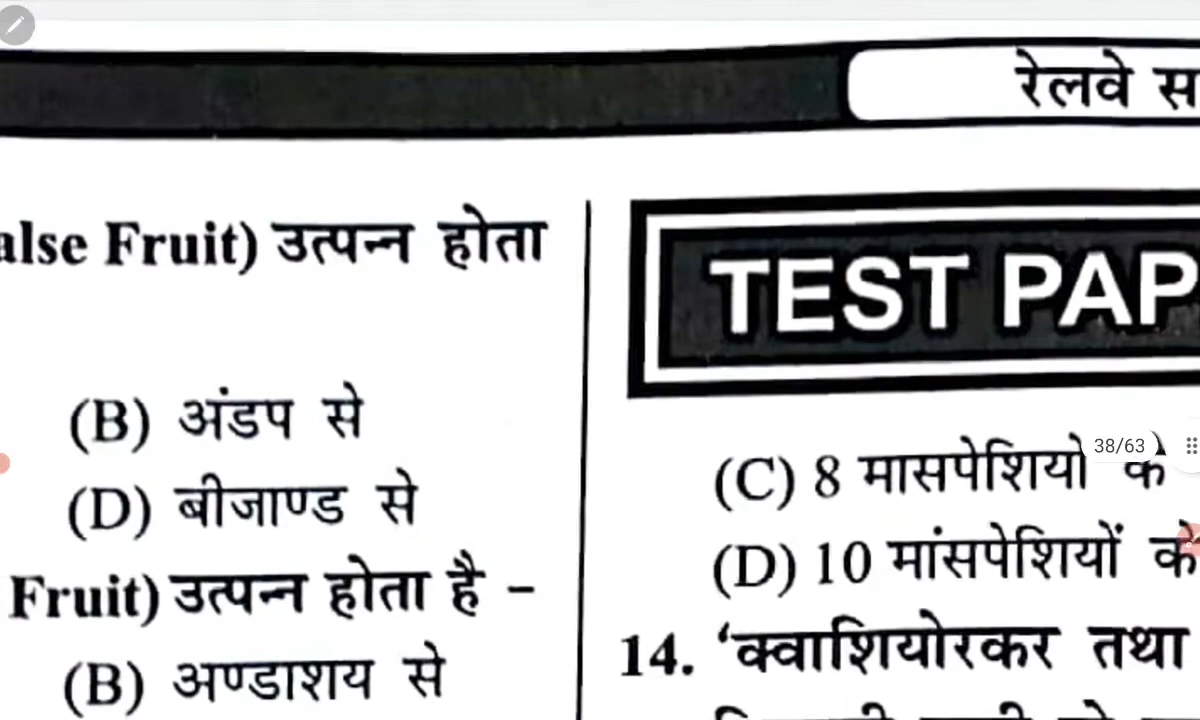 रेलवे स
alse Fruit) उत्पन्न होता
(B) अंडप से
(D) बीजाण्ड से
Fruit) उत्पन्न होता है -
(B) अण्डाशय से
TEST PAP
38/63
(C) 8 मासपेशियो के
(D) 10 मांसपेशियों के
14. ‘क्वाशियोरकर तथा